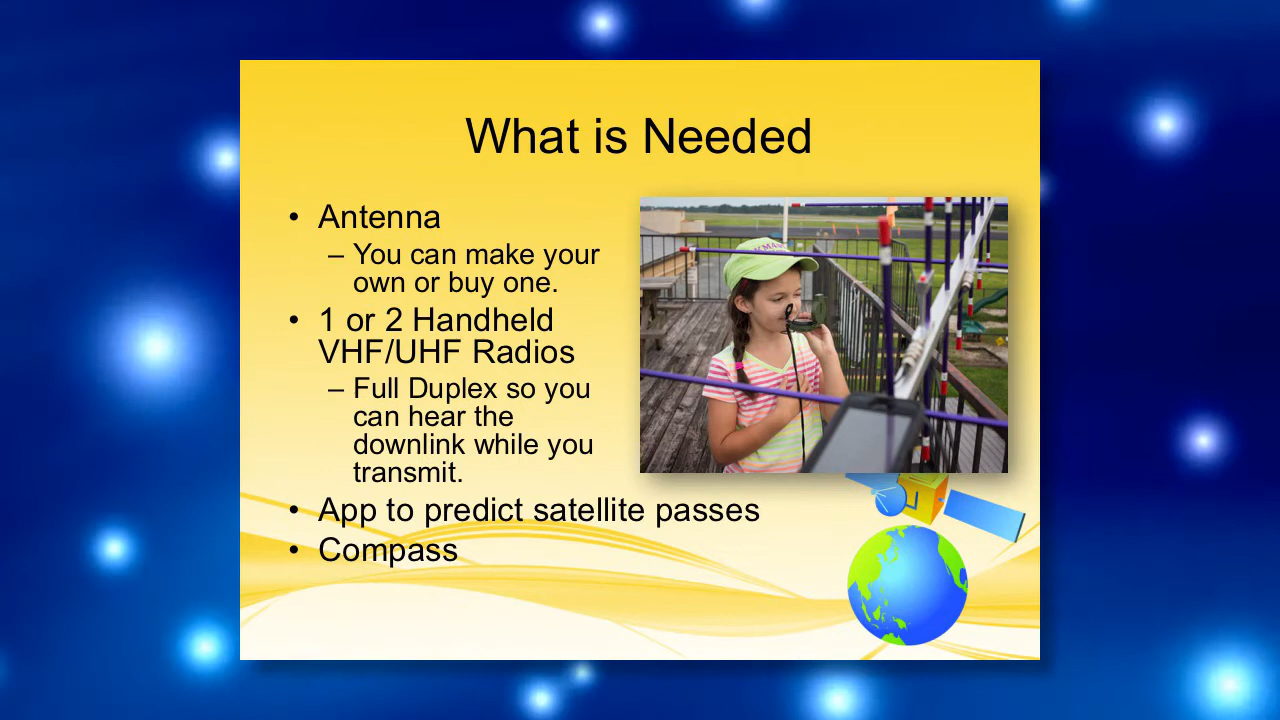 What is Needed
• Antenna
– You can make your
own or buy one.
• 1 or 2 Handheld
VHF/UHF Radios
– Full Duplex so you
can hear the
downlink while you
transmit.
• App to predict satellite passes
• Compass